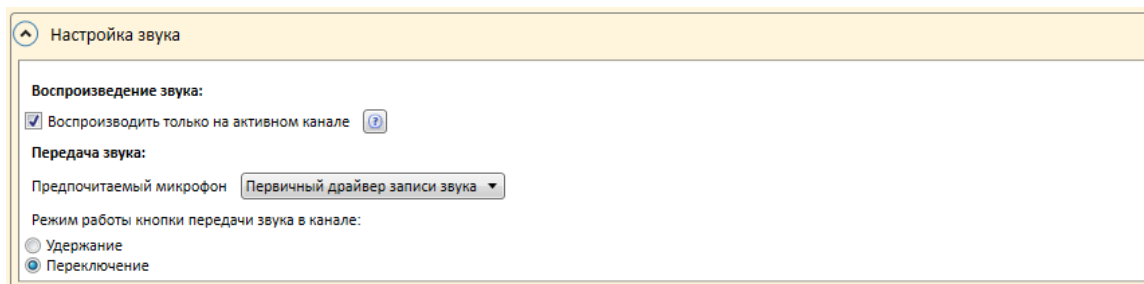 Настройка звука
Воспроизведение звука:
Воспроизводить только на активном канале ?
Передача звука:
Предпочитаемый микрофон Первичный драйвер записи звука
Режим работы кнопки передачи звука в канале:
Удержание
Переключение